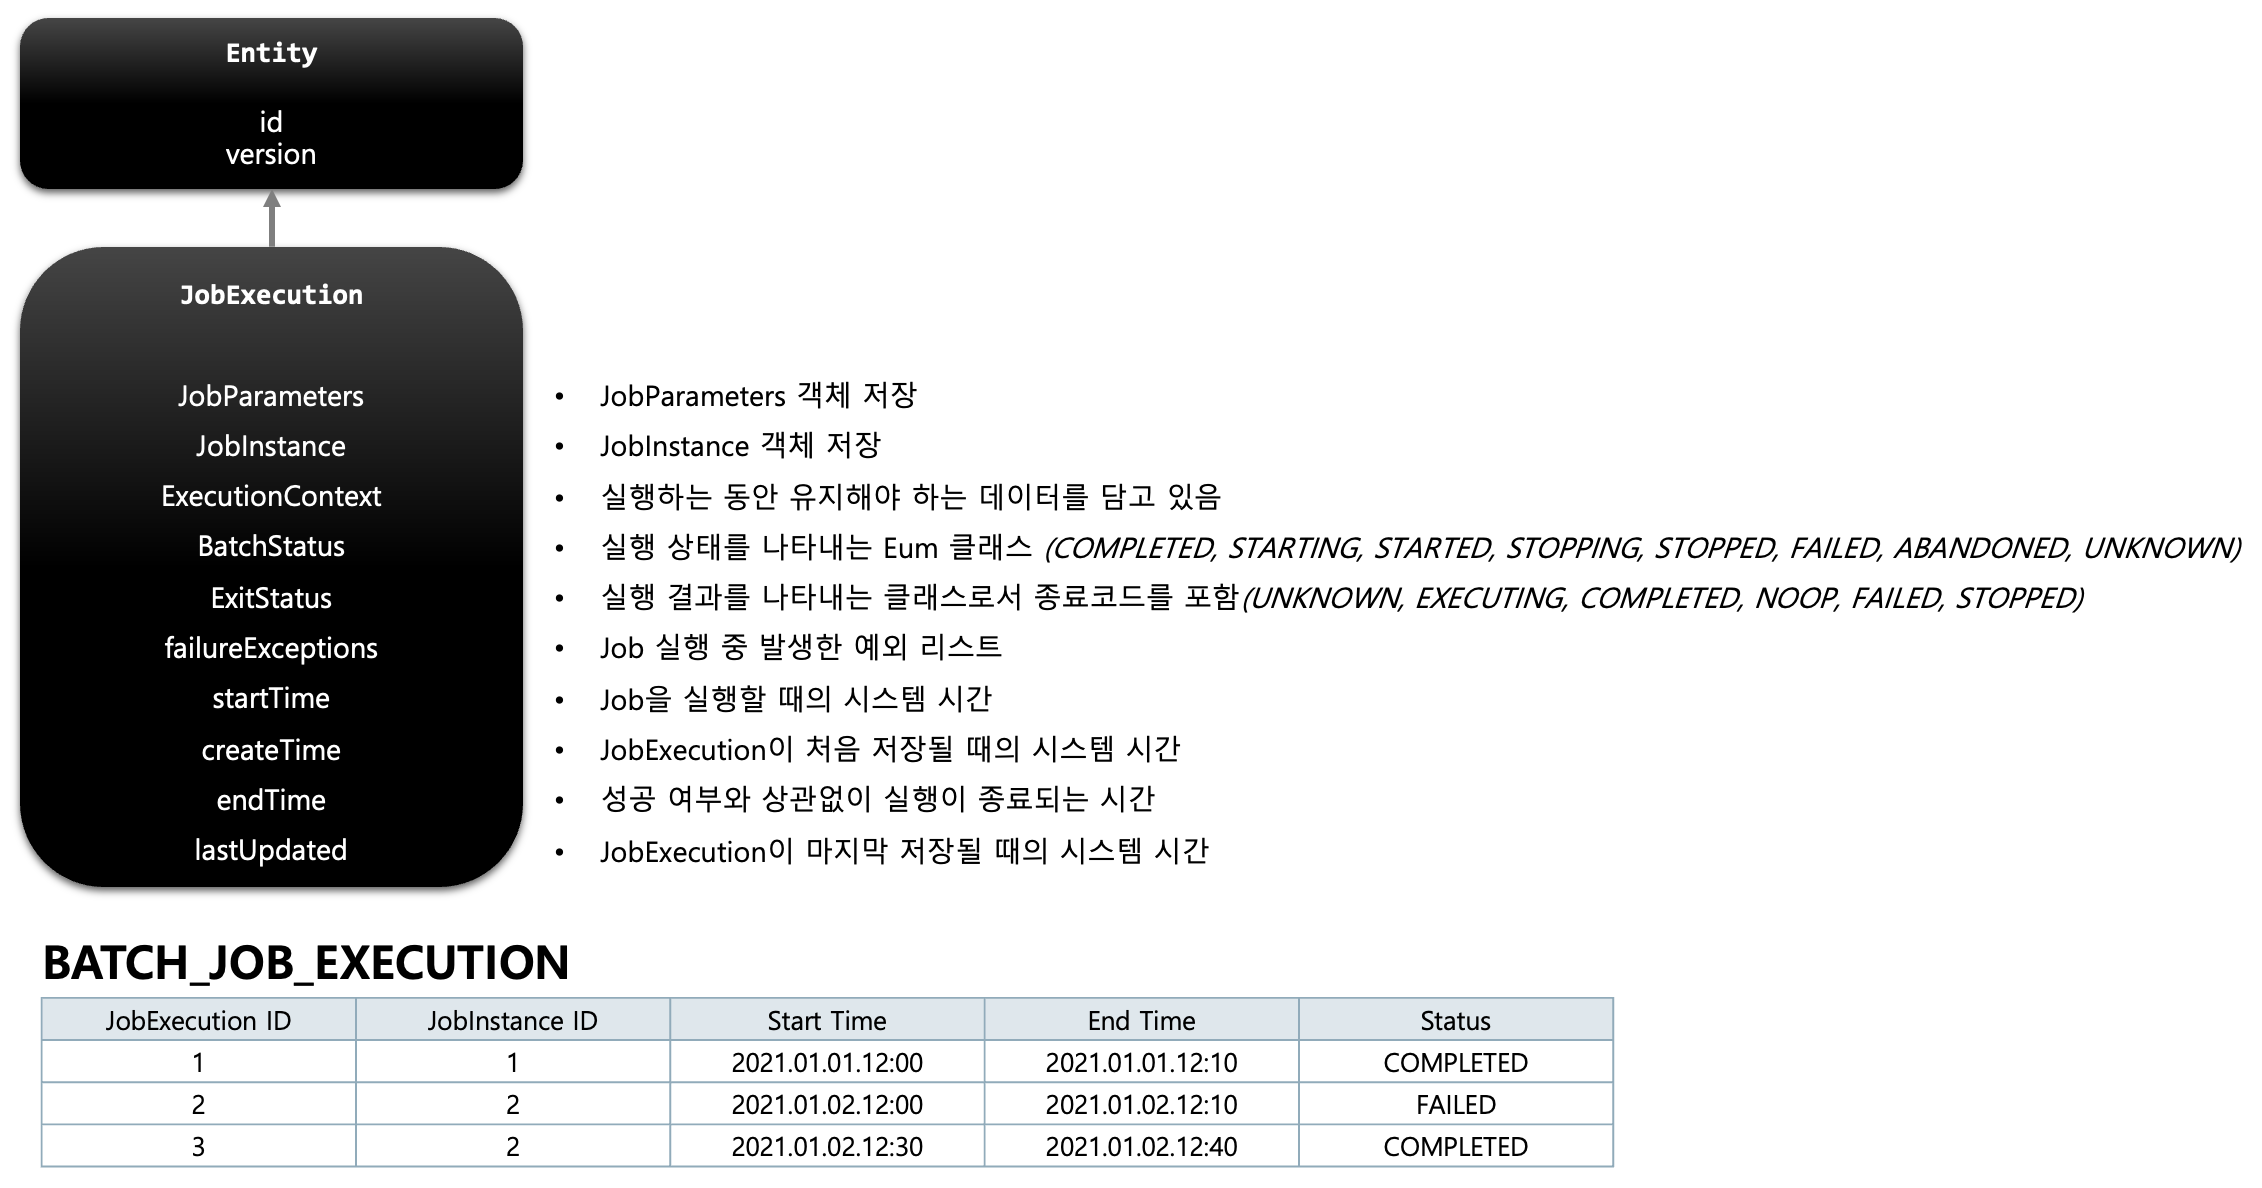 Entity
id
version
JobExecution
JobParameters
• JobParameters 객체 저장
JobInstance
• JobInstance 객체 저장
ExecutionContext
• 실행하는 동안 유지해야 하는 데이터를 담고 있음
BatchStatus
• 실행 상태를 나타내는 Eum 클래스 (COMPLETED, STARTING, STARTED, STOPPING, STOPPED, FAILED, ABANDONED, UNKNOWN)
ExitStatus
• 실행 결과를 나타내는 클래스로서 종료코드를 포함(UNKNOWN, EXECUTING, COMPLETED, NOOP, FAILED, STOPPED)
failureExceptions
• Job 실행 중 발생한 예외 리스트
startTime
• Job을 실행할 때의 시스템 시간
createTime
• JobExecution이 처음 저장될 때의 시스템 시간
endTime
• 성공 여부와 상관없이 실행이 종료되는 시간
lastUpdated
• JobExecution이 마지막 저장될 때의 시스템 시간
BATCH_JOB_EXECUTION
JobExecution ID JobInstance ID Start Time End Time Status
1 1 2021.01.01.12:00 2021.01.01.12:10 COMPLETED
2 2 2021.01.02.12:00 2021.01.02.12:10 FAILED
3 2 2021.01.02.12:30 2021.01.02.12:40 COMPLETED